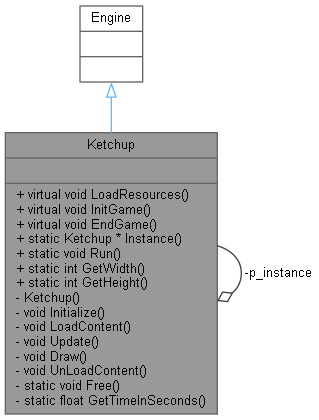 Engine
Ketchup
+ virtual void LoadResources()
+ virtual void InitGame()
+ virtual void EndGame()
+ static Ketchup * Instance()
+ static void Run()
+ static int GetWidth()
+ static int GetHeight()
- Ketchup()
- void Initialize()
- void LoadContent()
- void Update()
- void Draw()
- void UnLoadContent()
- static void Free()
- static float GetTimeInSeconds()
-p_instance